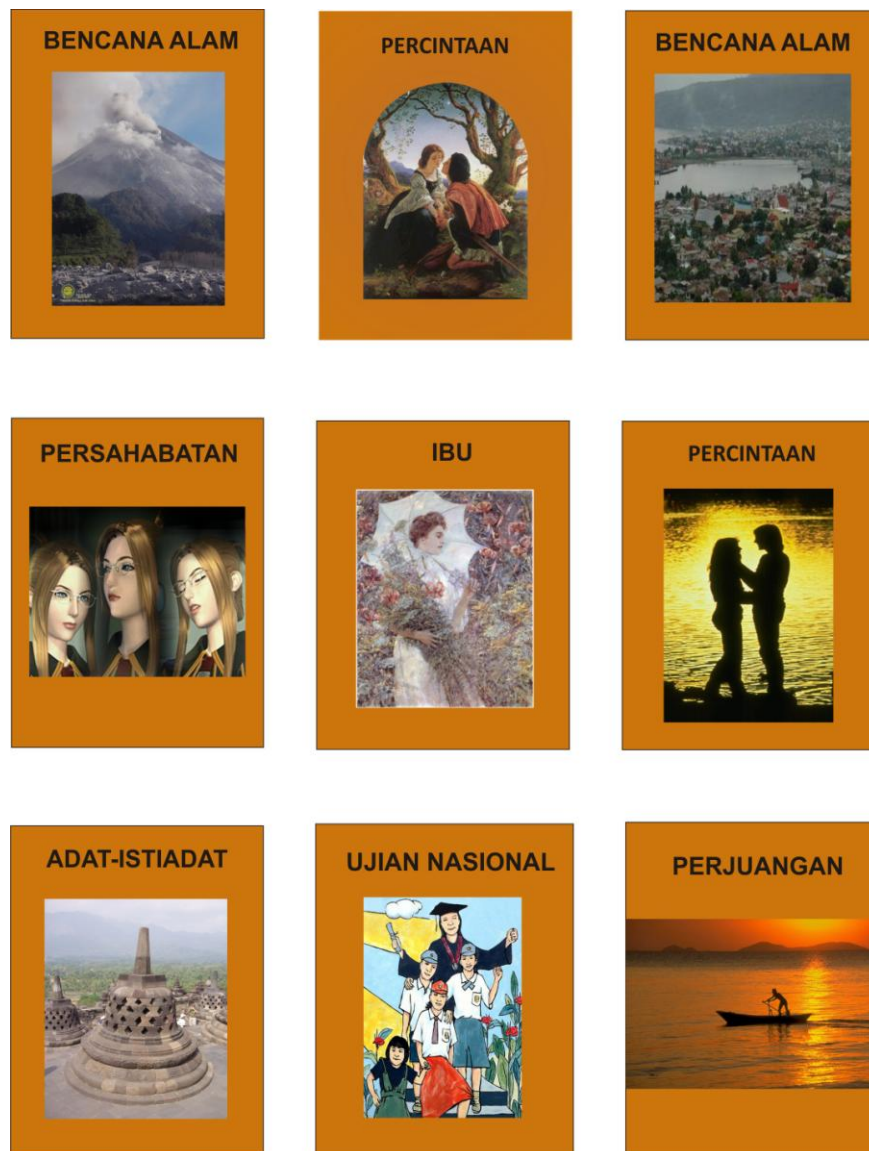 BENCANA ALAM
PERCINTAAN
BENCANA ALAM
PERSAHABATAN
IBU
PERCINTAAN
ADAT-ISTIADAT
UJIAN NASIONAL
PERJUANGAN